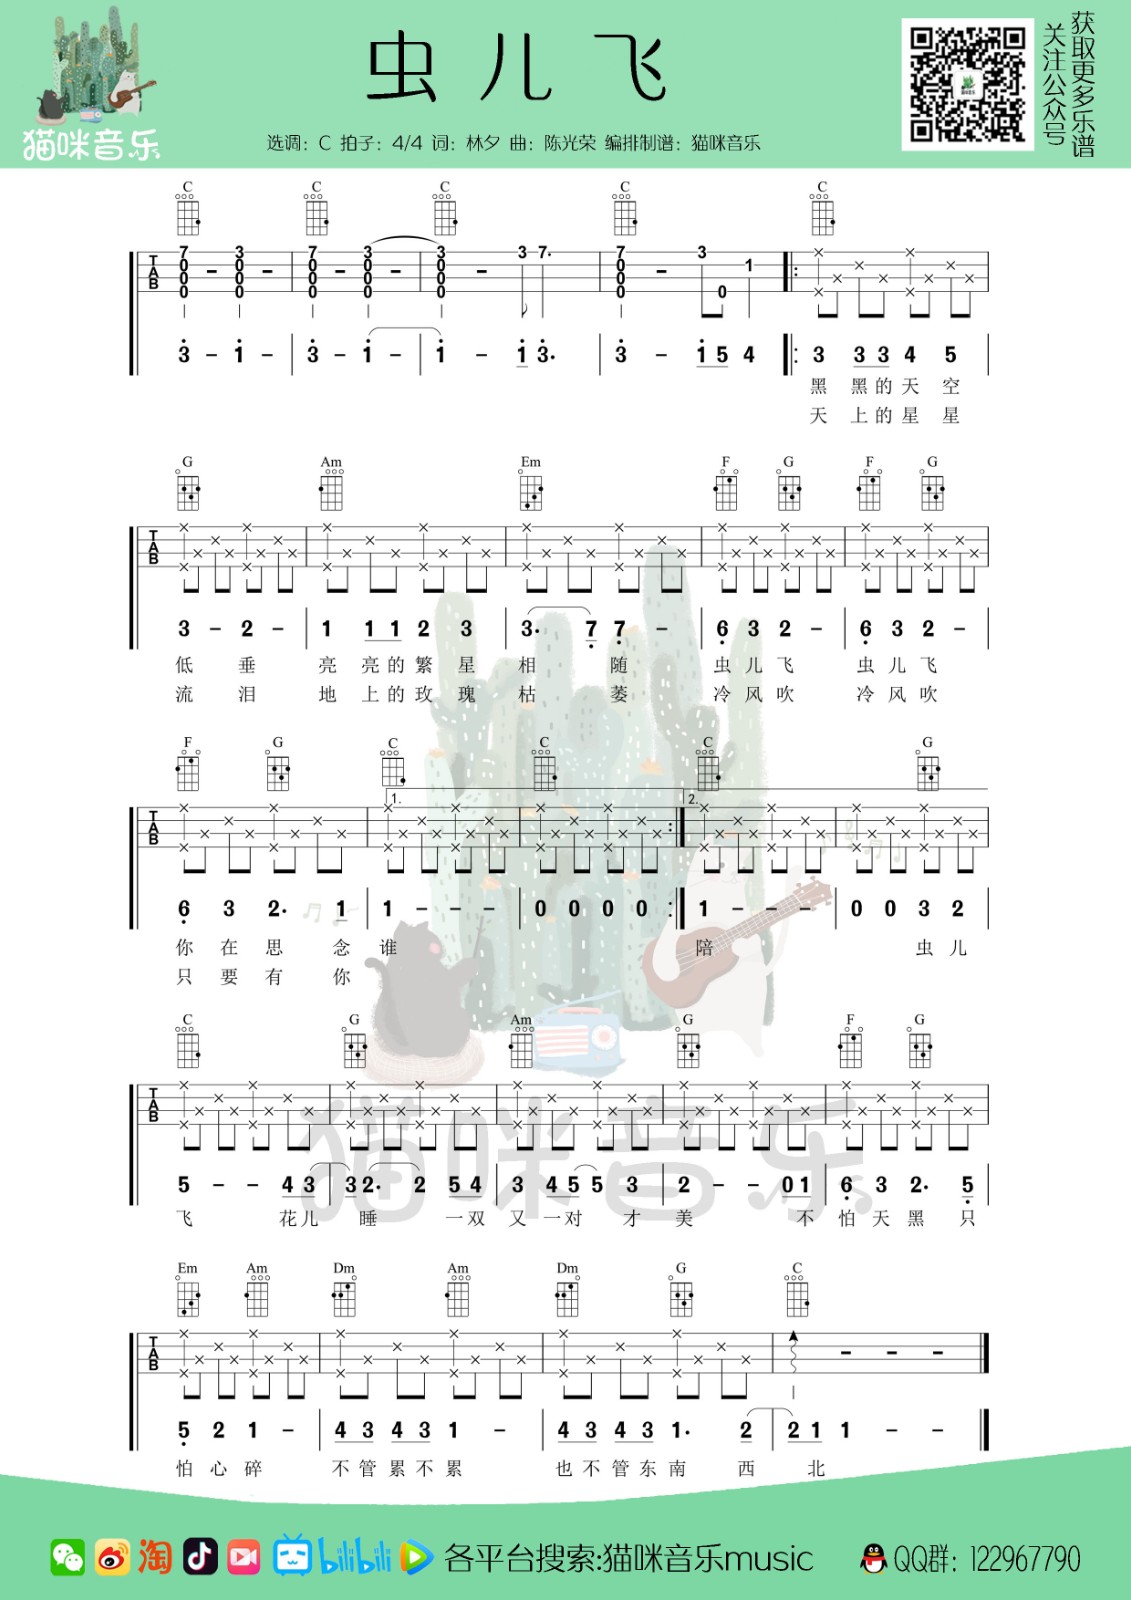 虫儿飞
选调：C 拍子：4/4 词：林夕 曲：陈光荣 编排制谱：猫咪音乐
猫咪音乐
获取更多乐谱
关注公众号
C C C C C
7 3 7 3 3 3 7. 7 3 0 1
0 0 0 0 0 0
0 0 0 0 0 0
0 0 0 0 0 0
T A B
3 – 1 – 3 – 1 – 1 – 1 3. 3 – 1 5 4 3 3 3 4 5
黑 黑 的 天 空
天 上 的 星 星
G Am Em F G F G
T A B
3 – 2 – 1 1 1 2 3 3. 7 7 – 6 3 2 – 6 3 2 –
低 垂 亮 亮 的 繁 星 相 随 虫 儿 飞 虫 儿 飞
流 泪 地 上 的 玫 瑰 枯 萎 冷 风 吹 冷 风 吹
F G C C C G
1. 2.
T A B
6 3 2. 1 1 – – – 0 0 0 0 1 – – – 0 0 3 2
你 在 思 念 谁 陪 虫 儿
只 要 有 你
C G Am G F G
T A B
5 – – 4 3 3 2. 2 5 4 3 4 5 5 3 2 – – 0 1 6 3 2. 5
飞 花 儿 睡 一 双 又 一 对 才 美 不 怕 天 黑 只
猫咪音乐
Em Am Dm Am Dm G C
T A B
5 2 1 – 4 3 4 3 1 – 4 3 4 3 1. 2 2 1 1 – –
怕 心 碎 不 管 累 不 累 也 不 管 东 南 西 北
淘 bilibili 各平台搜索:猫咪音乐music QQ群：122967790